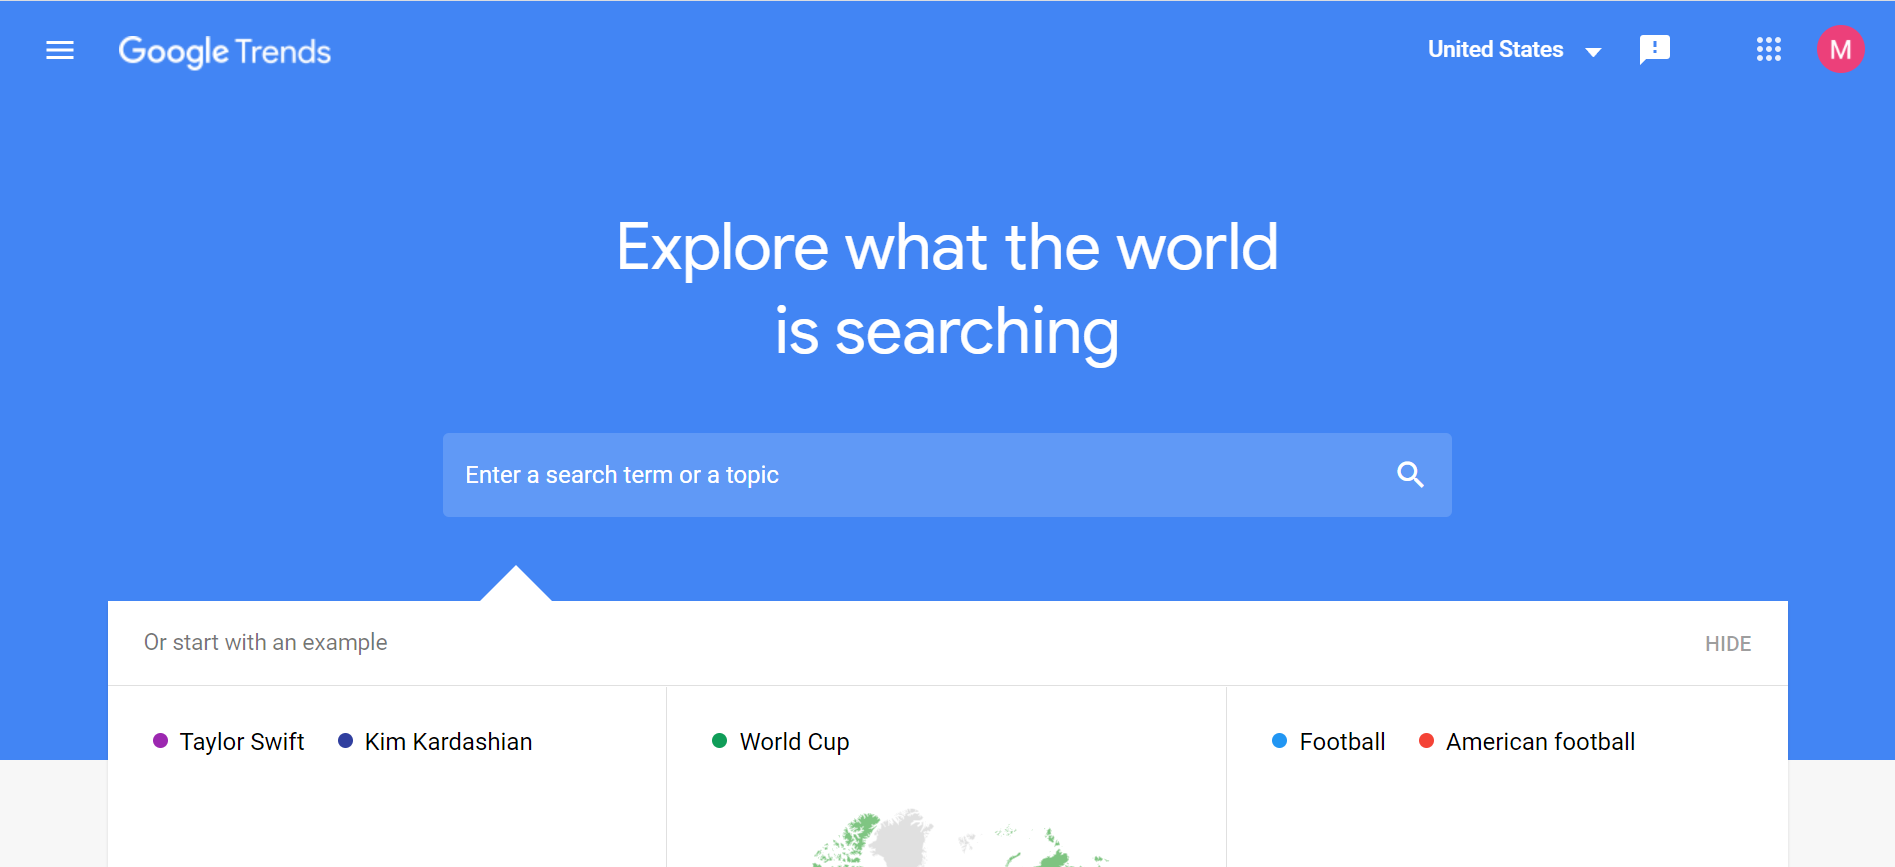 Google Trends
United States
M
Explore what the world
is searching
Enter a search term or a topic
Or start with an example
HIDE
Taylor Swift Kim Kardashian
World Cup
Football American football